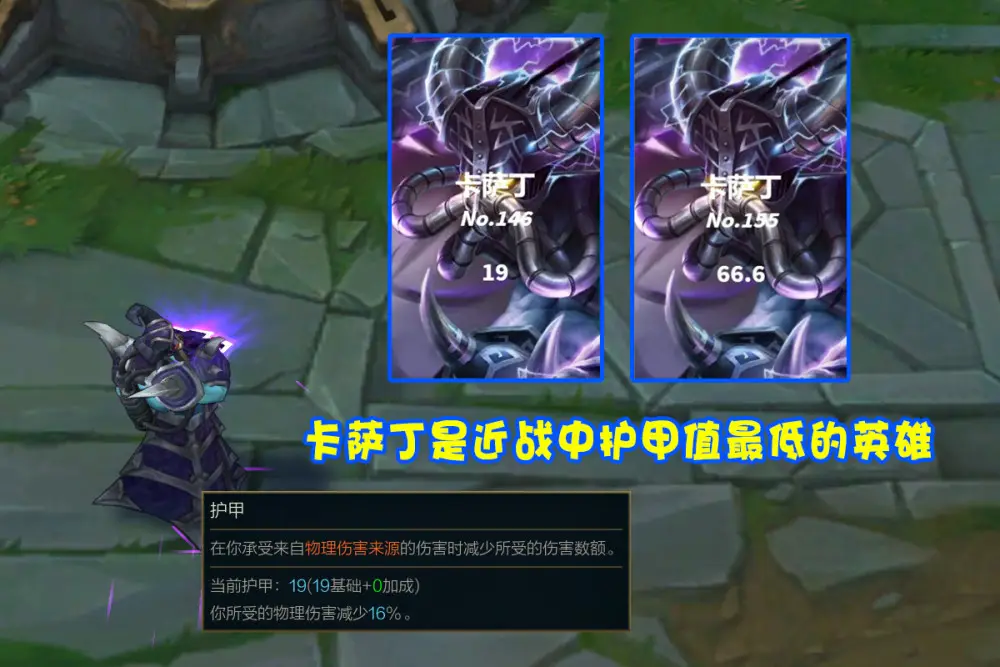 卡萨丁
No.146
19
卡萨丁
No.155
66.6
卡萨丁是近战中护甲值最低的英雄
护甲
在你承受来自物理伤害来源的伤害时减少所受的伤害数额。
当前护甲：19(19基础+0加成)
你所受的物理伤害减少16%。